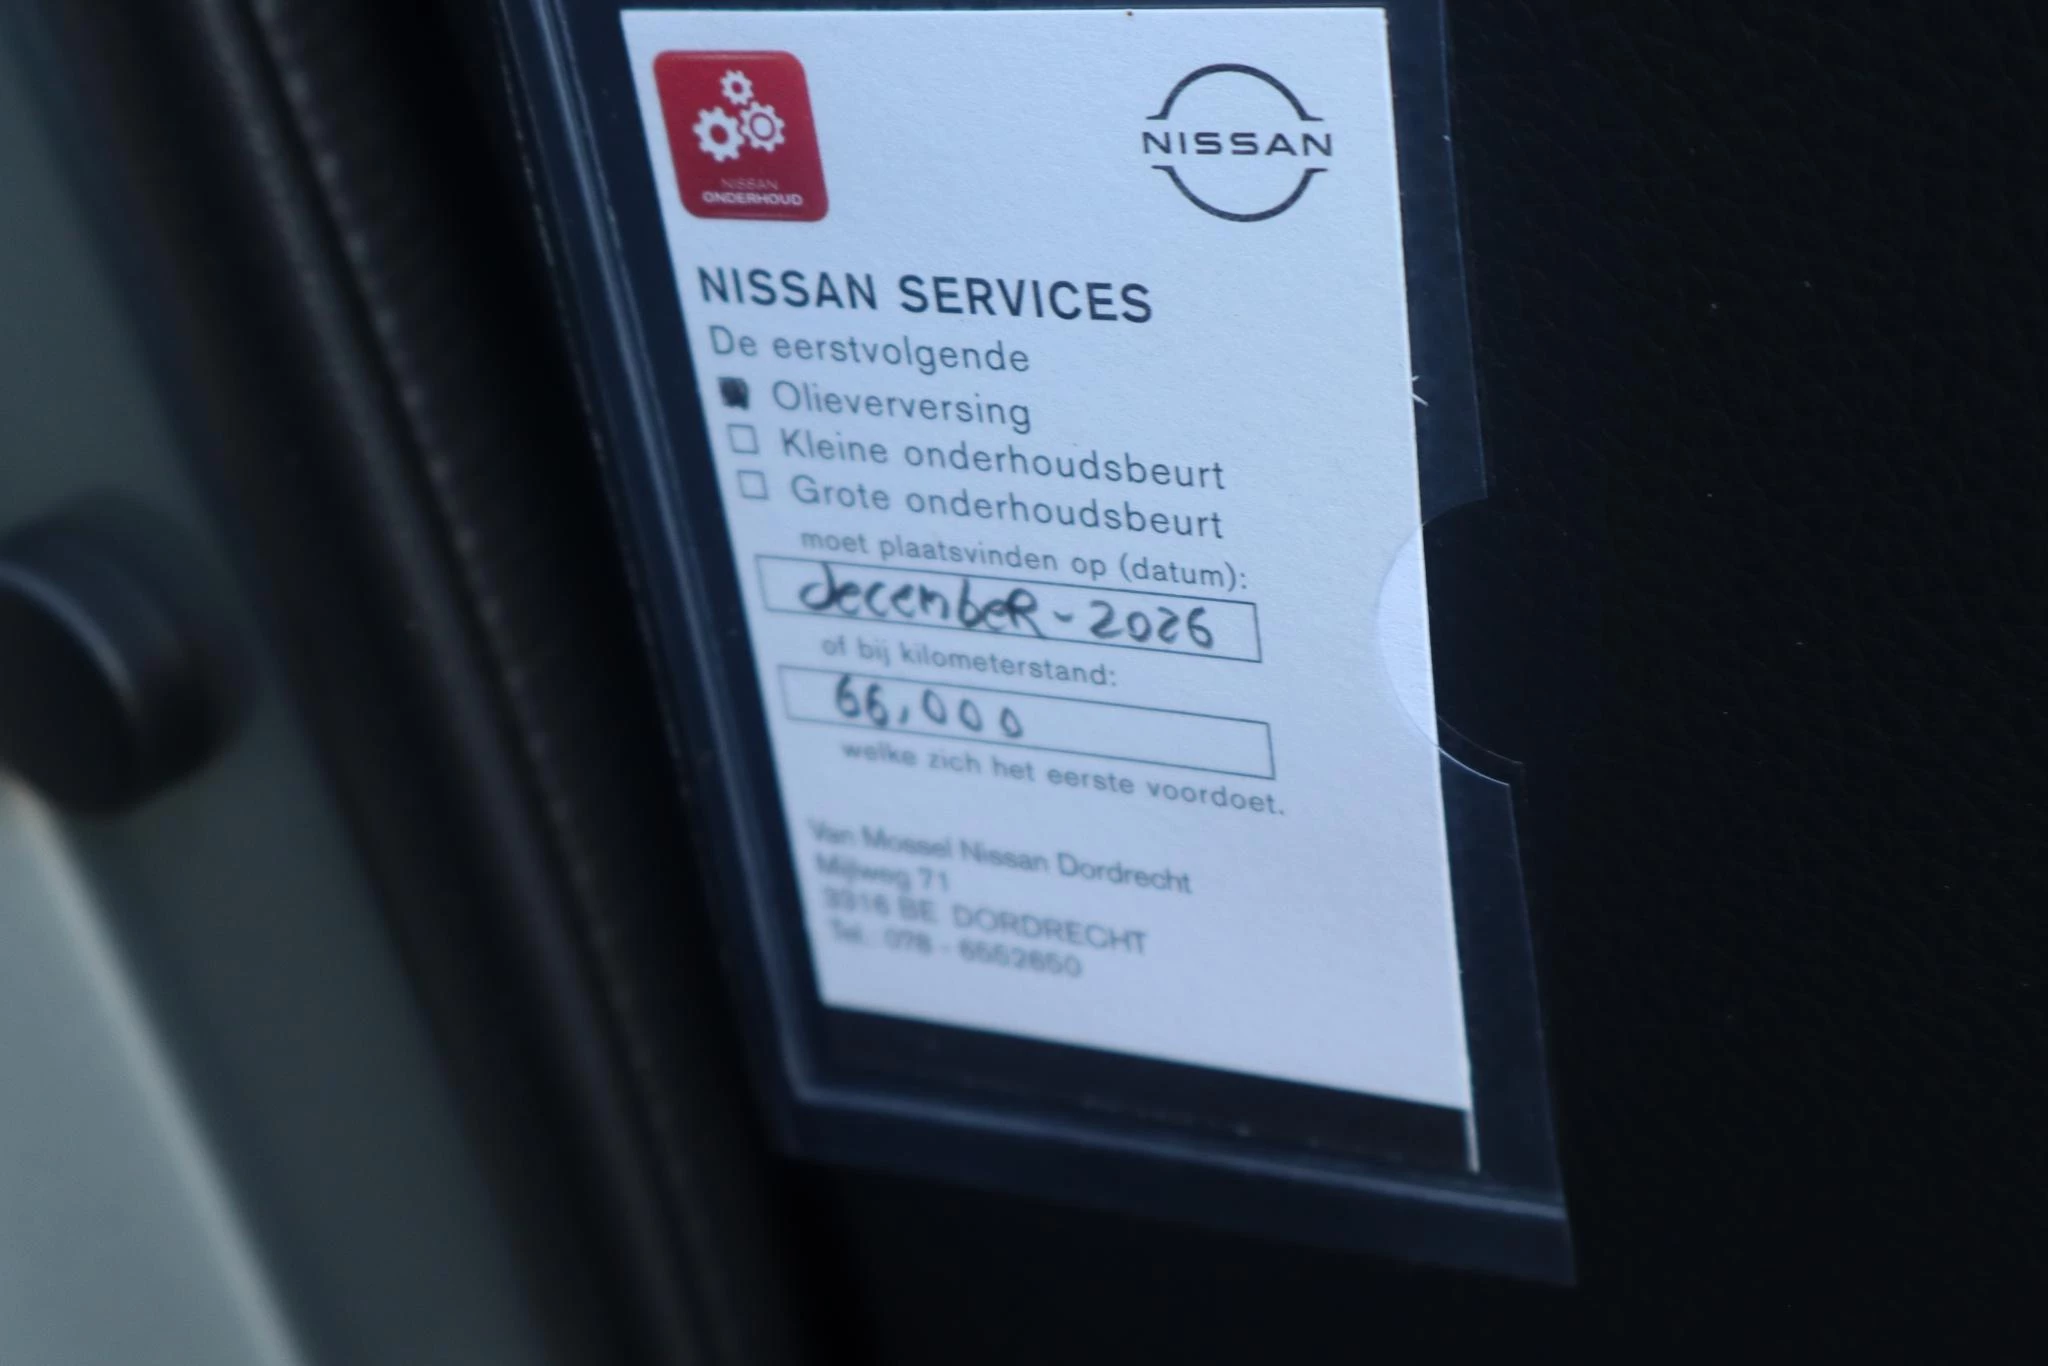 NISSAN
ONDERHOUD
NISSAN
NISSAN SERVICES
De eerstvolgende
Olieverversing
Kleine onderhoudsbeurt
Grote onderhoudsbeurt
moet plaatsvinden op (datum):
december-2026
of bij kilometerstand:
66,000
welke zich het eerste voordoet.
Van Mossel Nissan Dordrecht
Mijlweg 71
3316 BE DORDRECHT
Tel.: 078 -